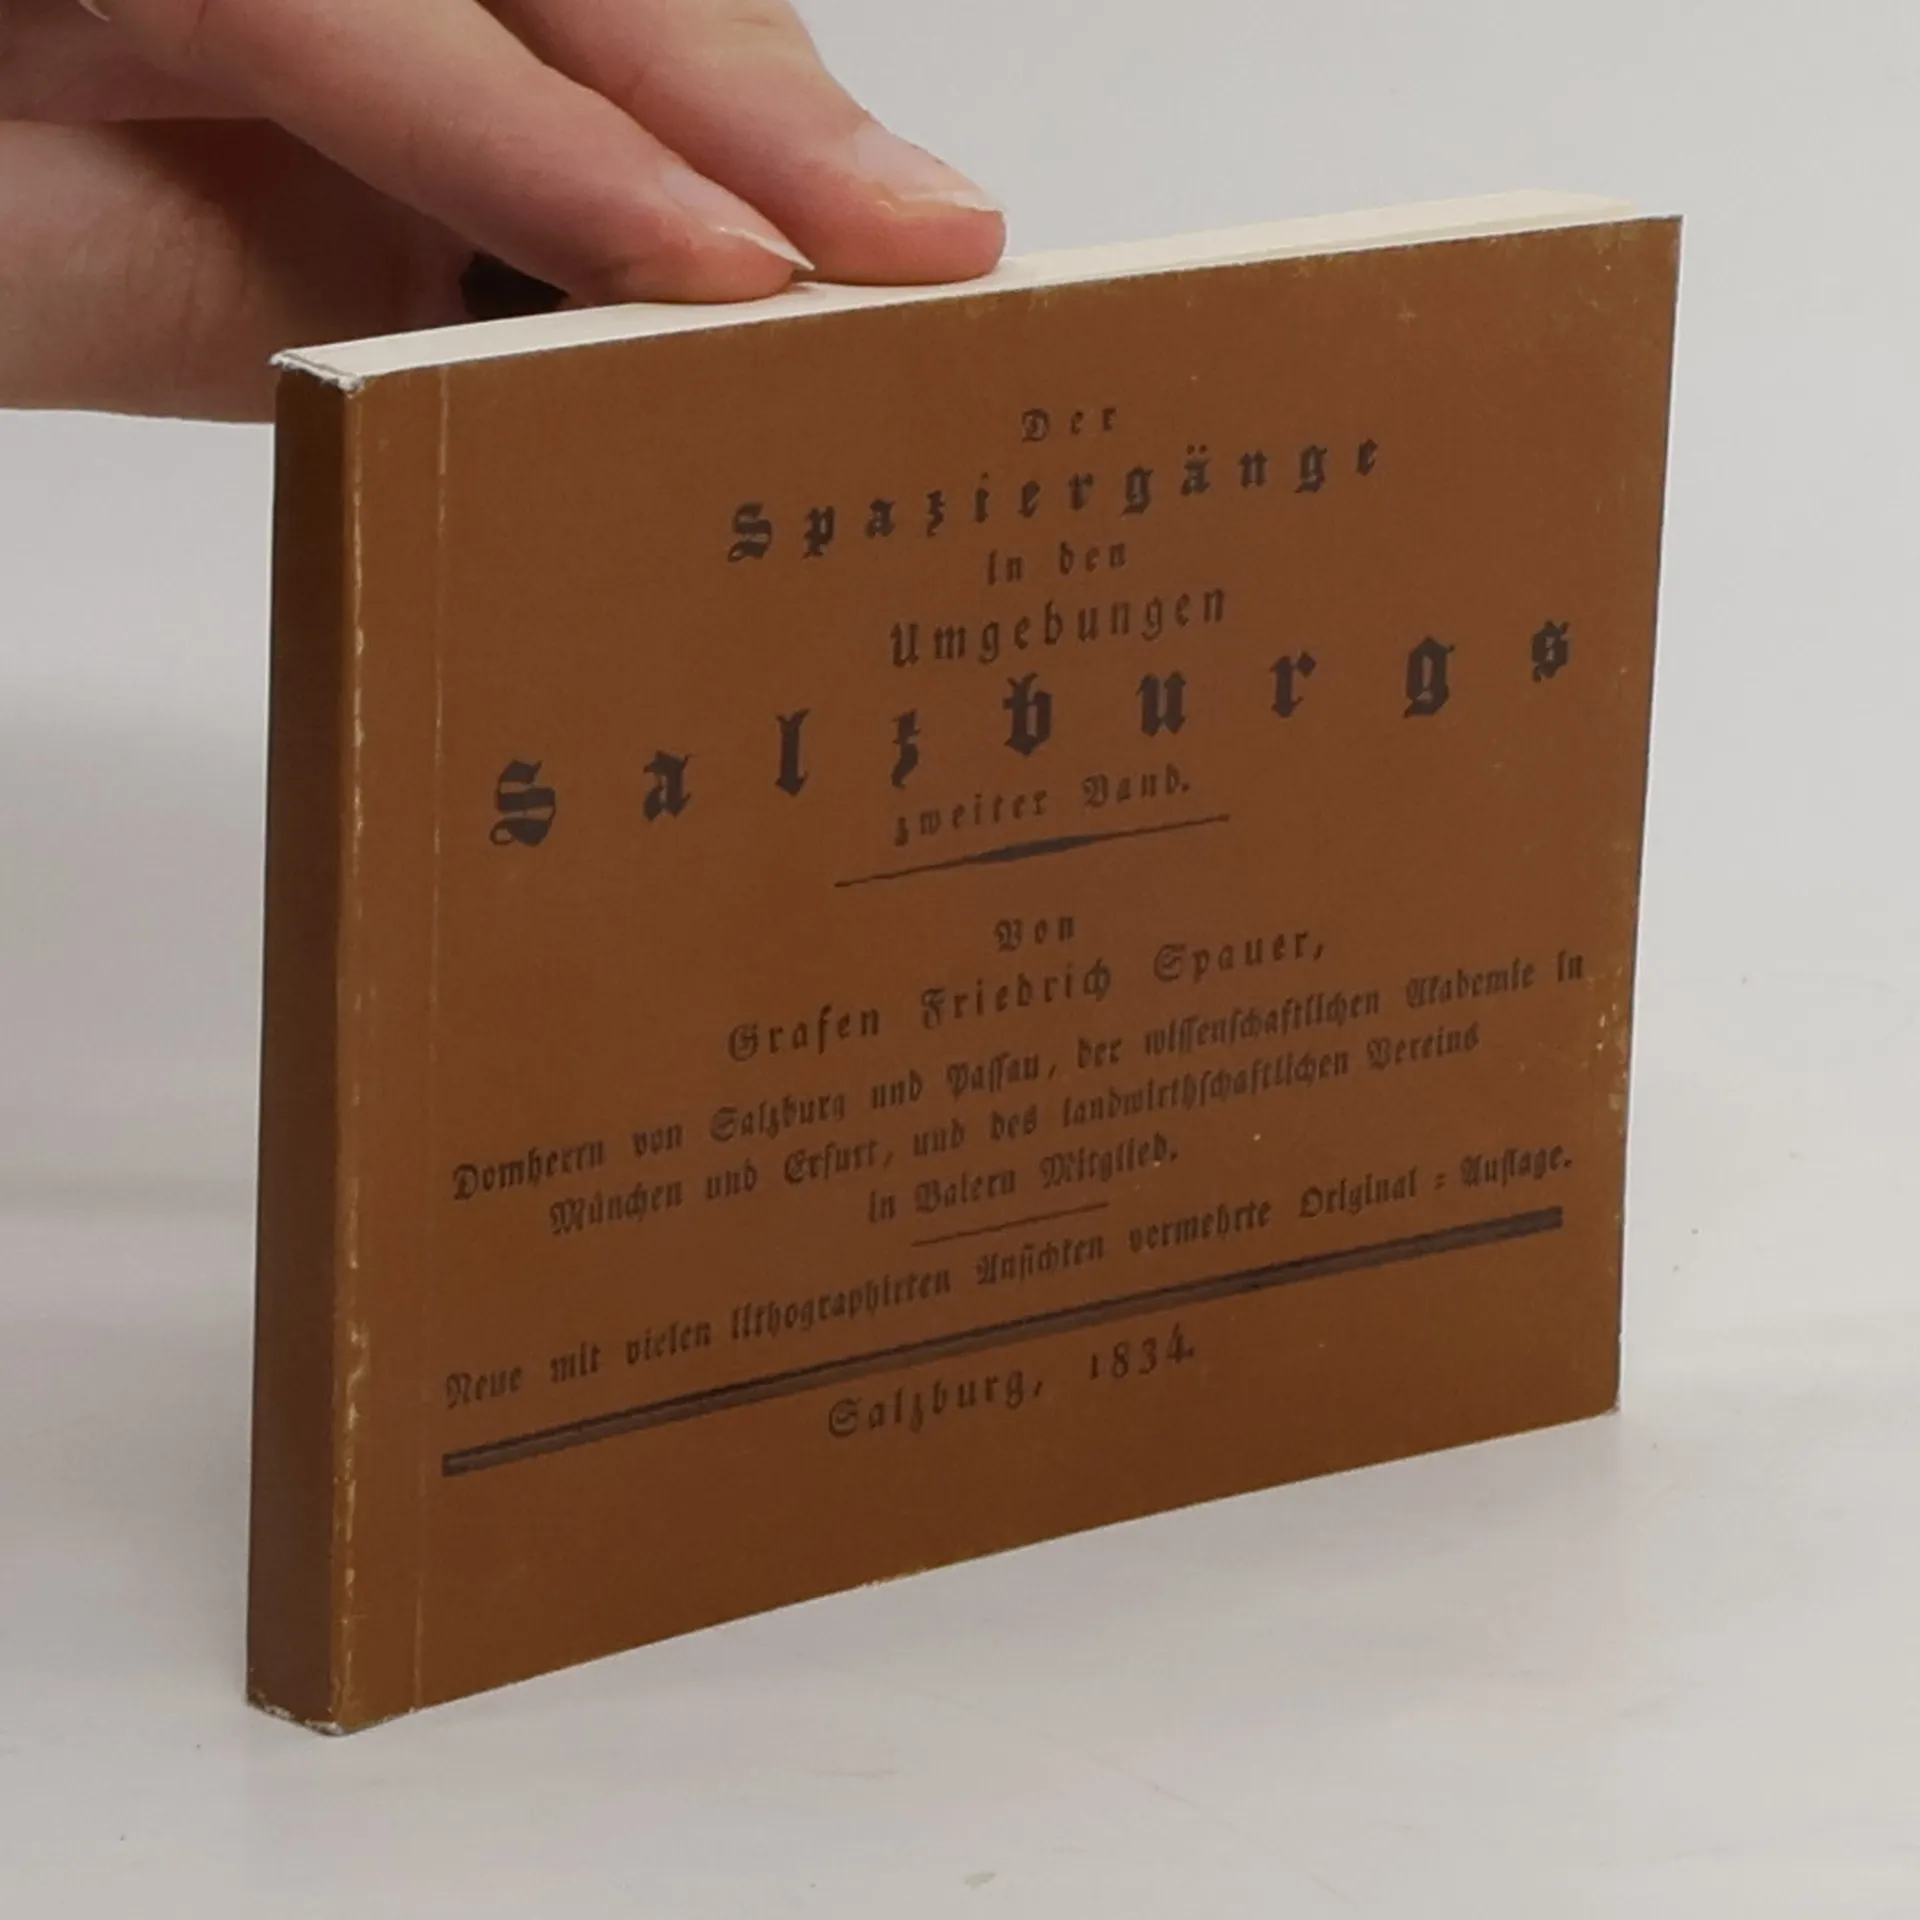 Der
Spaziergänge
in den
Umgebungen
Salzburgs
zweiter Band.
Von
Grafen Friedrich Spauer,
Domherrn von Salzburg und Passau, der wissenschaftlichen Akademie in
München und Erfurt, und des landwirthschaftlichen Vereins
in Baiern Mitglied.
Neue mit vielen lithographirten Ansichten vermehrte Original = Auflage.
Salzburg, 1834.